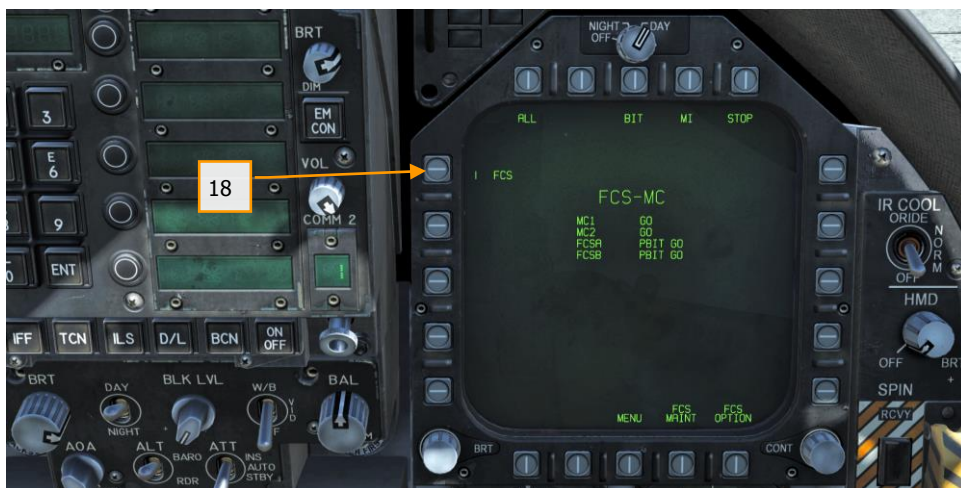 BRT
DIM
EM
CON
VOL
COMM 2
1
3
E
6
9
ENT
18
IFF
TCN
ILS
D/L
BCN
ON
OFF
BRT
DAY
NIGHT
BLK LVL
W/B
VID
BAL
AOA
ALT
BARO
RDR
ATT
INS
AUTO
STBY
NIGHT
OFF
DAY
ALL
BIT
MI
STOP
FCS
FCS-MC
MC1 GO
MC2 GO
FCSA PBIT GO
FCSB PBIT GO
MENU
FCS
MAINT
FCS
OPTION
BRT
CONT
IR COOL
ORIDE
NORM
OFF
HMD
OFF
BRT
SPIN
RCVY